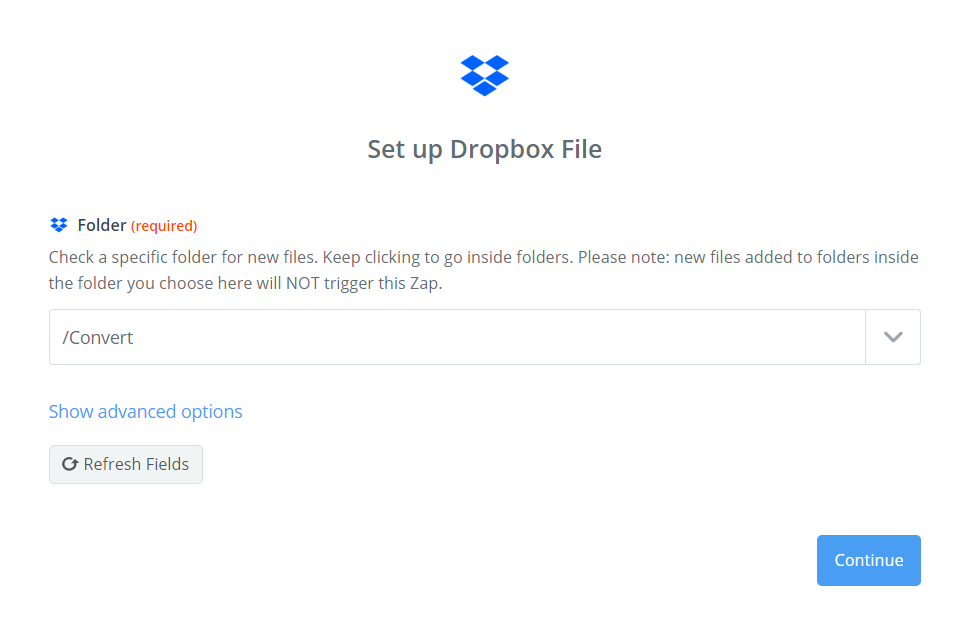 Set up Dropbox File
Folder (required)
Check a specific folder for new files. Keep clicking to go inside folders. Please note: new files added to folders inside
the folder you choose here will NOT trigger this Zap.
/Convert
Show advanced options
Refresh Fields
Continue